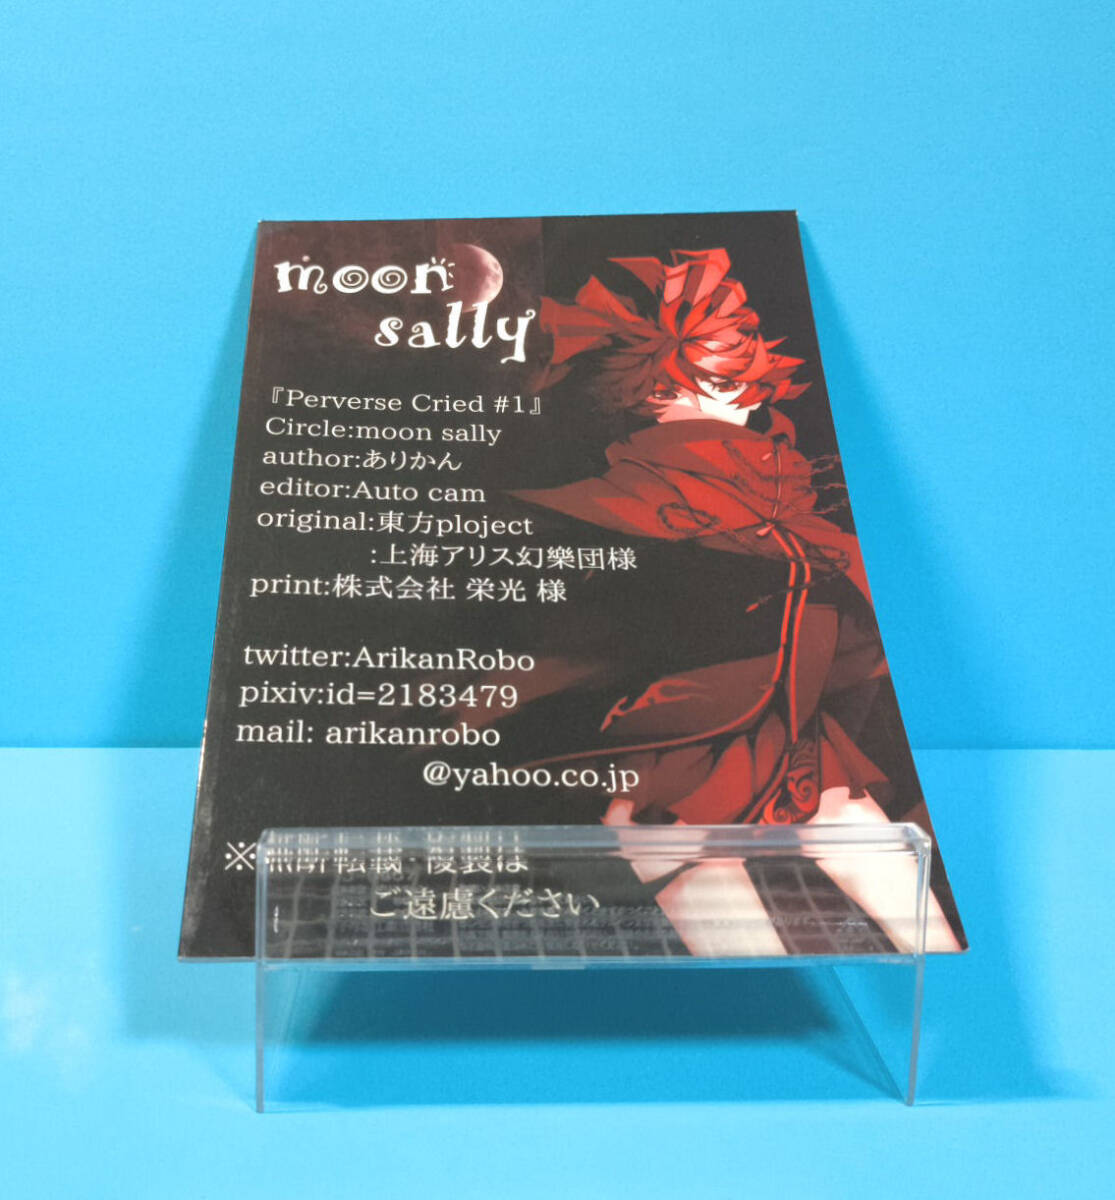 moon
sally
『Perverse Cried #1』
Circle:moon sally
author:ありかん
editor:Auto cam
original:東方ploject
:上海アリス幻樂団様
print:株式会社 栄光 様
twitter:ArikanRobo
pixiv:id=2183479
mail: arikanrobo
@yahoo.co.jp
※無断転載・複製は
ご遠慮ください